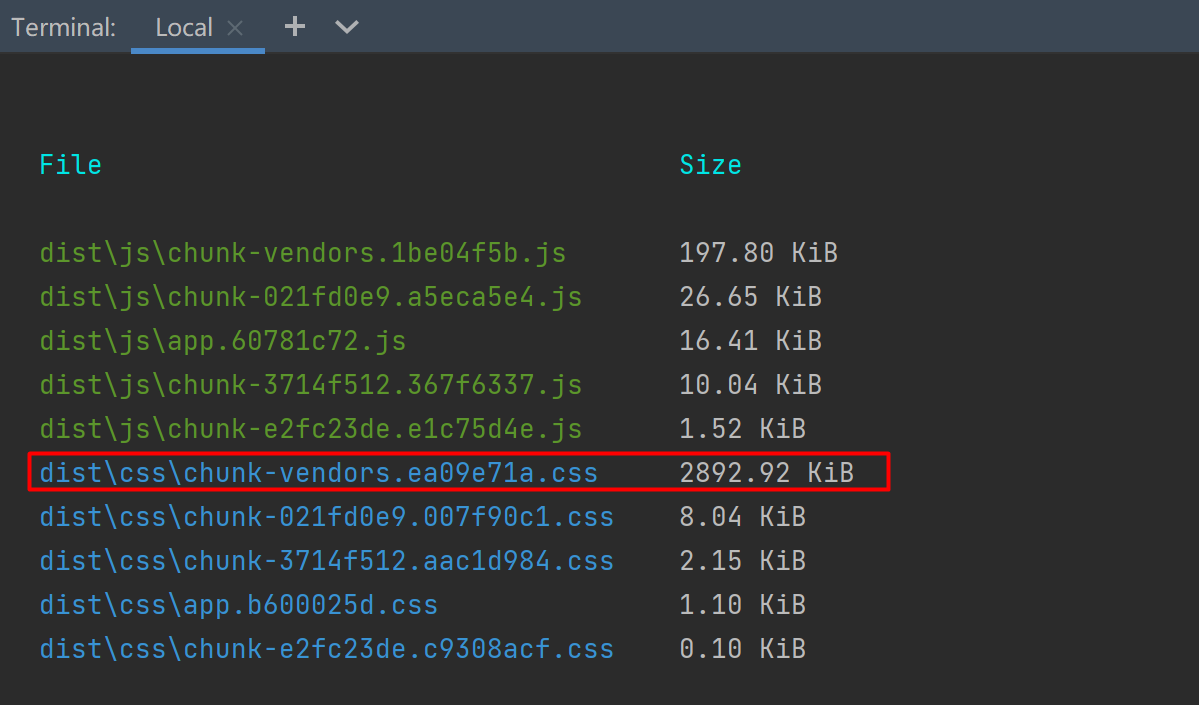 Terminal: Local
File Size
dist\js\chunk-vendors.1be04f5b.js 197.80 KiB
dist\js\chunk-021fd0e9.a5eca5e4.js 26.65 KiB
dist\js\app.60781c72.js 16.41 KiB
dist\js\chunk-3714f512.367f6337.js 10.04 KiB
dist\js\chunk-e2fc23de.e1c75d4e.js 1.52 KiB
dist\css\chunk-vendors.ea09e71a.css 2892.92 KiB
dist\css\chunk-021fd0e9.007f90c1.css 8.04 KiB
dist\css\chunk-3714f512.aac1d984.css 2.15 KiB
dist\css\app.b600025d.css 1.10 KiB
dist\css\chunk-e2fc23de.c9308acf.css 0.10 KiB